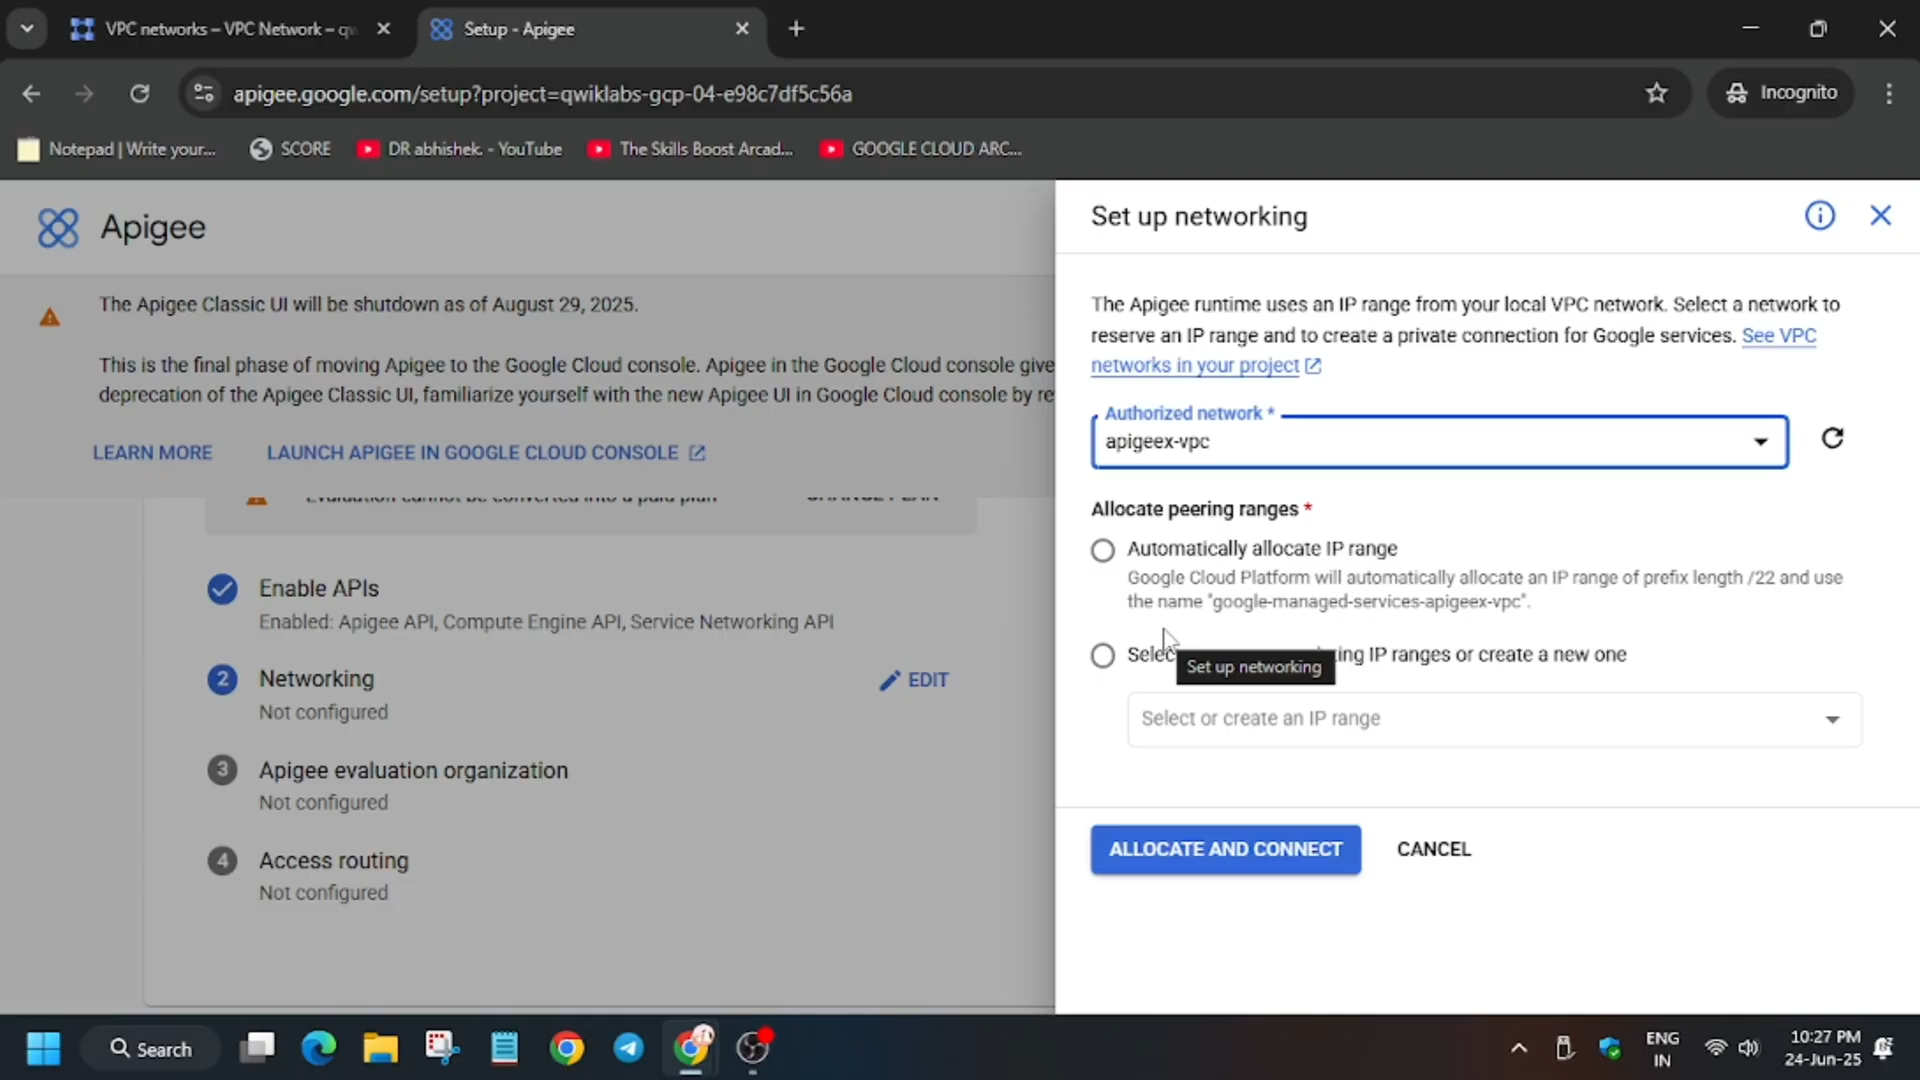 VPC networks – VPC Network – qw
Setup - Apigee
apigee.google.com/setup?project=qwiklabs-gcp-04-e98c7df5c56a
Incognito
Notepad | Write your...
SCORE
DR abhishek. - YouTube
The Skills Boost Arcad...
GOOGLE CLOUD ARC...
Apigee
The Apigee Classic UI will be shutdown as of August 29, 2025.
This is the final phase of moving Apigee to the Google Cloud console. Apigee in the Google Cloud console give
deprecation of the Apigee Classic UI, familiarize yourself with the new Apigee UI in Google Cloud console by re
LEARN MORE
LAUNCH APIGEE IN GOOGLE CLOUD CONSOLE
Evaluation cannot be converted into a paid plan
CHANGE PLAN
Enable APIs
Enabled: Apigee API, Compute Engine API, Service Networking API
2
Networking
EDIT
Not configured
3
Apigee evaluation organization
Not configured
4
Access routing
Not configured
Set up networking
The Apigee runtime uses an IP range from your local VPC network. Select a network to
reserve an IP range and to create a private connection for Google services. See VPC
networks in your project
Authorized network *
apigeex-vpc
Allocate peering ranges *
Automatically allocate IP range
Google Cloud Platform will automatically allocate an IP range of prefix length /22 and use
the name "google-managed-services-apigeex-vpc".
Selec
Set up networking
ing IP ranges or create a new one
Select or create an IP range
ALLOCATE AND CONNECT
CANCEL
Search
ENG
IN
10:27 PM
24-Jun-25